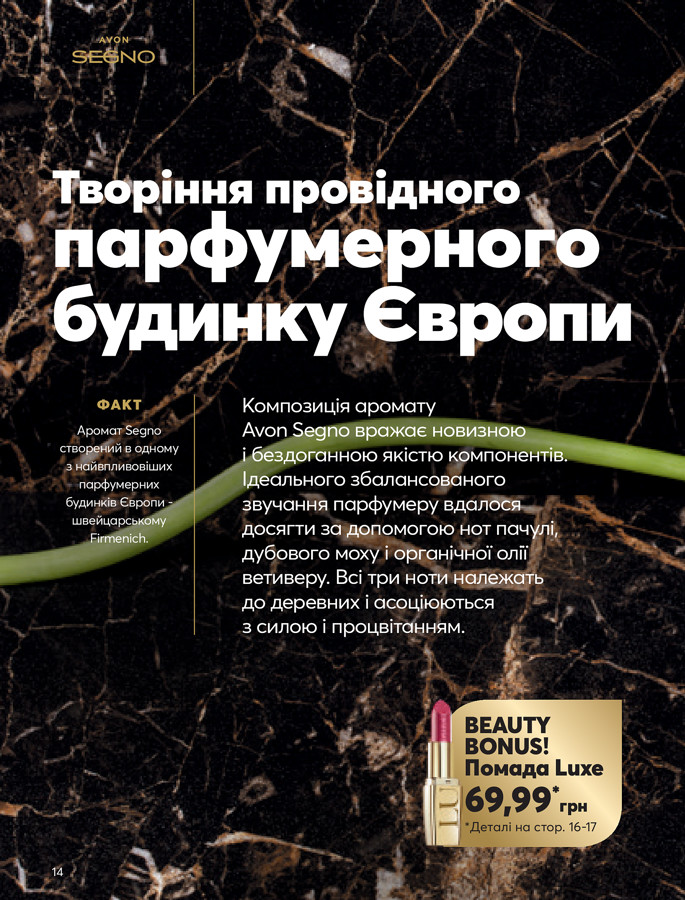 AVON
SEGNO
Творіння провідного
парфумерного
будинку Європи
ФАКТ
Аромат Segno
створений в одному
з найвпливовіших
парфумерних
будинків Європи -
швейцарському
Firmenich.
Композиція аромату
Avon Segno вражає новизною
і бездоганною якістю компонентів.
Ідеального збалансованого
звучання парфумеру вдалося
досягти за допомогою нот пачулі,
дубового моху і органічної олії
ветиверу. Всі три ноти належать
до деревних і асоціюються
з силою і процвітанням.
BEAUTY
BONUS!
Помада Luxe
69,99* грн
*Деталі на стор. 16-17
14